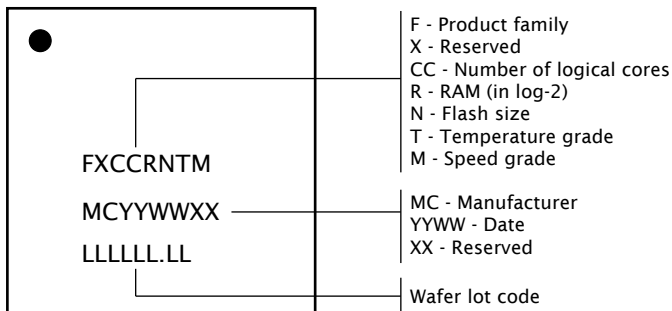 F - Product family
X - Reserved
CC - Number of logical cores
R - RAM (in log-2)
N - Flash size
T - Temperature grade
M - Speed grade
FXCCRNTM
MCYYWWXX
MC - Manufacturer
YYWW - Date
XX - Reserved
LLLLLL.LL
Wafer lot code